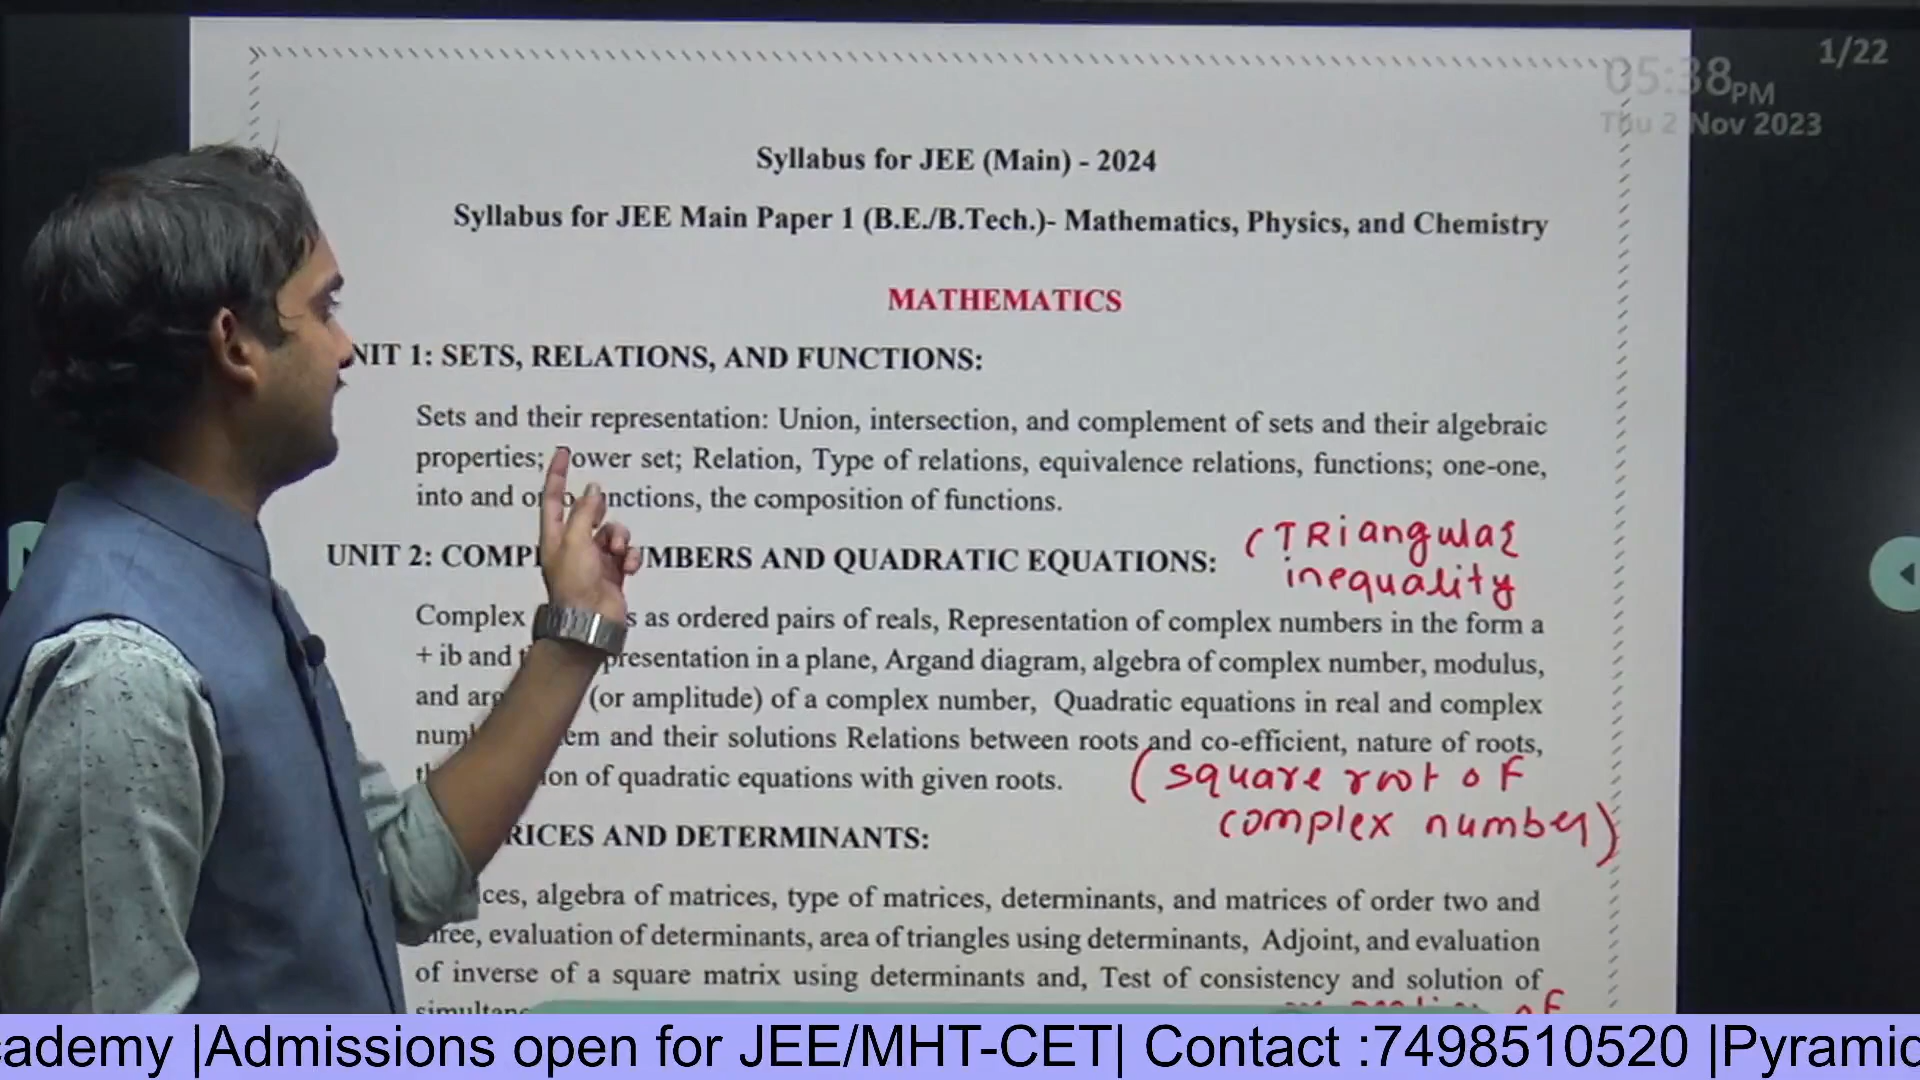 1/22
05:38 PM
Thu 2 Nov 2023
Syllabus for JEE (Main) - 2024
Syllabus for JEE Main Paper 1 (B.E./B.Tech.)- Mathematics, Physics, and Chemistry
MATHEMATICS
NIT 1: SETS, RELATIONS, AND FUNCTIONS:
Sets and their representation: Union, intersection, and complement of sets and their algebraic
properties; Power set; Relation, Type of relations, equivalence relations, functions; one-one,
into and nctions, the composition of functions.
(TRiangular
inequality
UNIT 2: COMPL UMBERS AND QUADRATIC EQUATIONS:
Complex s as ordered pairs of reals, Representation of complex numbers in the form a
+ ib and presentation in a plane, Argand diagram, algebra of complex number, modulus,
and arg (or amplitude) of a complex number, Quadratic equations in real and complex
num em and their solutions Relations between roots and co-efficient, nature of roots,
ion of quadratic equations with given roots.
(square root of
complex number)
RICES AND DETERMINANTS:
ices, algebra of matrices, type of matrices, determinants, and matrices of order two and
three, evaluation of determinants, area of triangles using determinants, Adjoint, and evaluation
of inverse of a square matrix using determinants and, Test of consistency and solution of
of
cademy |Admissions open for JEE/MHT-CET| Contact :7498510520 |Pyramid